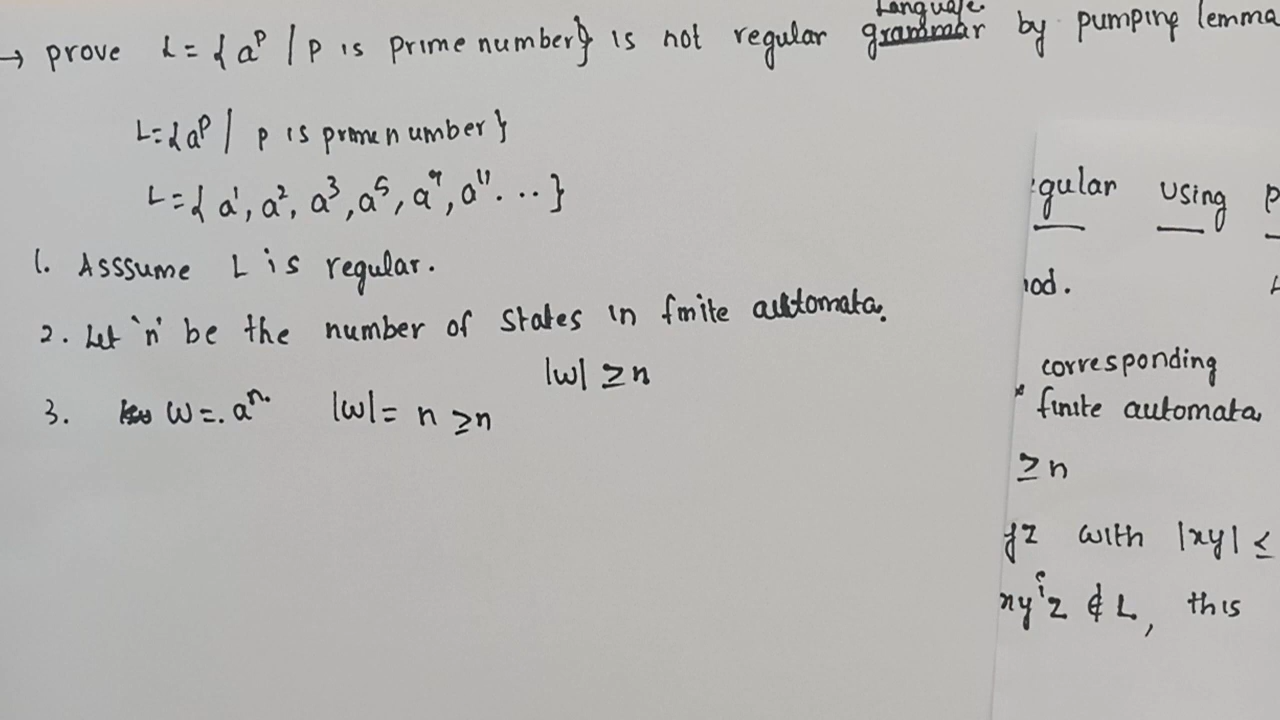 Language
→ prove L = { a^p / p is prime number} is not regular grammar by pumping lemma
L = { a^p / p is prime number }
L = { a^1, a^2, a^3, a^5, a^7, a^11 . . . }
1. Asssume L is regular.
2. Let 'n' be the number of states in finite automata.
|w| ≥ n
3. w = a^n. |w| = n ≥ n
gular using p
od.
corresponding
finite automata
≥ n
yz with |xy| ≤
xy^i z ∉ L, this